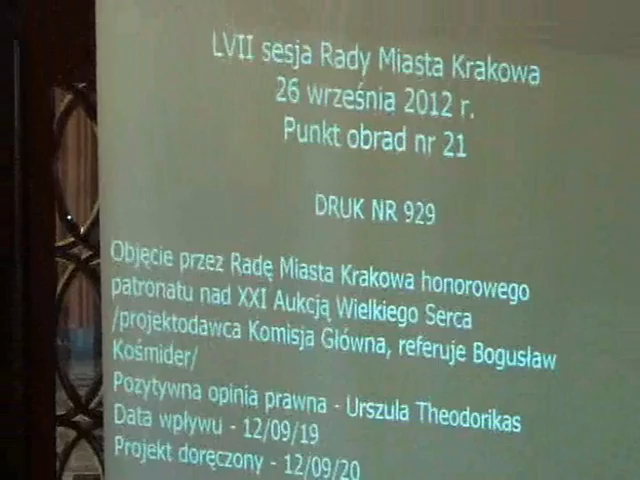 LVII sesja Rady Miasta Krakowa
26 września 2012 r.
Punkt obrad nr 21
DRUK NR 929
Objęcie przez Radę Miasta Krakowa honorowego
patronatu nad XXI Aukcją Wielkiego Serca
/projektodawca Komisja Główna, referuje Bogusław
Kośmider/
Pozytywna opinia prawna - Urszula Theodorikas
Data wpływu - 12/09/19
Projekt doręczony - 12/09/20